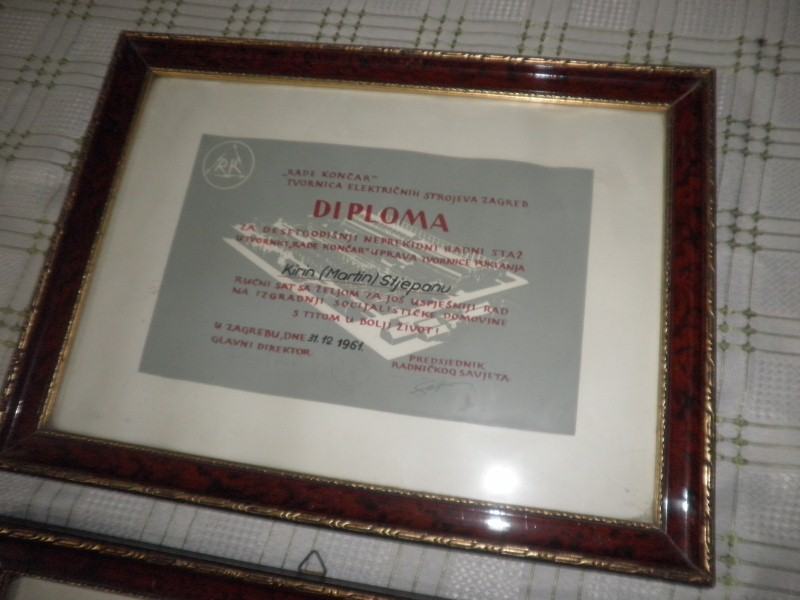 RK
„RADE KONČAR"
TVORNICA ELEKTRIČNIH STROJEVA ZAGREB
DIPLOMA
ZA DESETGODIŠNJI NEPREKIDNI RADNI STAŽ
U TVORNICI „RADE KONČAR" UPRAVA TVORNICE POKLANJA
Kirin (Martin) Stjepanu
RUČNI SAT SA ŽELJOM ZA JOŠ USPJEŠNIJI RAD
NA IZGRADNJI SOCIJALISTIČKE DOMOVINE
S TITOM U BOLJI ŽIVOT!
U ZAGREBU, DNE 31.12 1961.
GLAVNI DIREKTOR
PREDSJEDNIK
RADNIČKOG SAVJETA